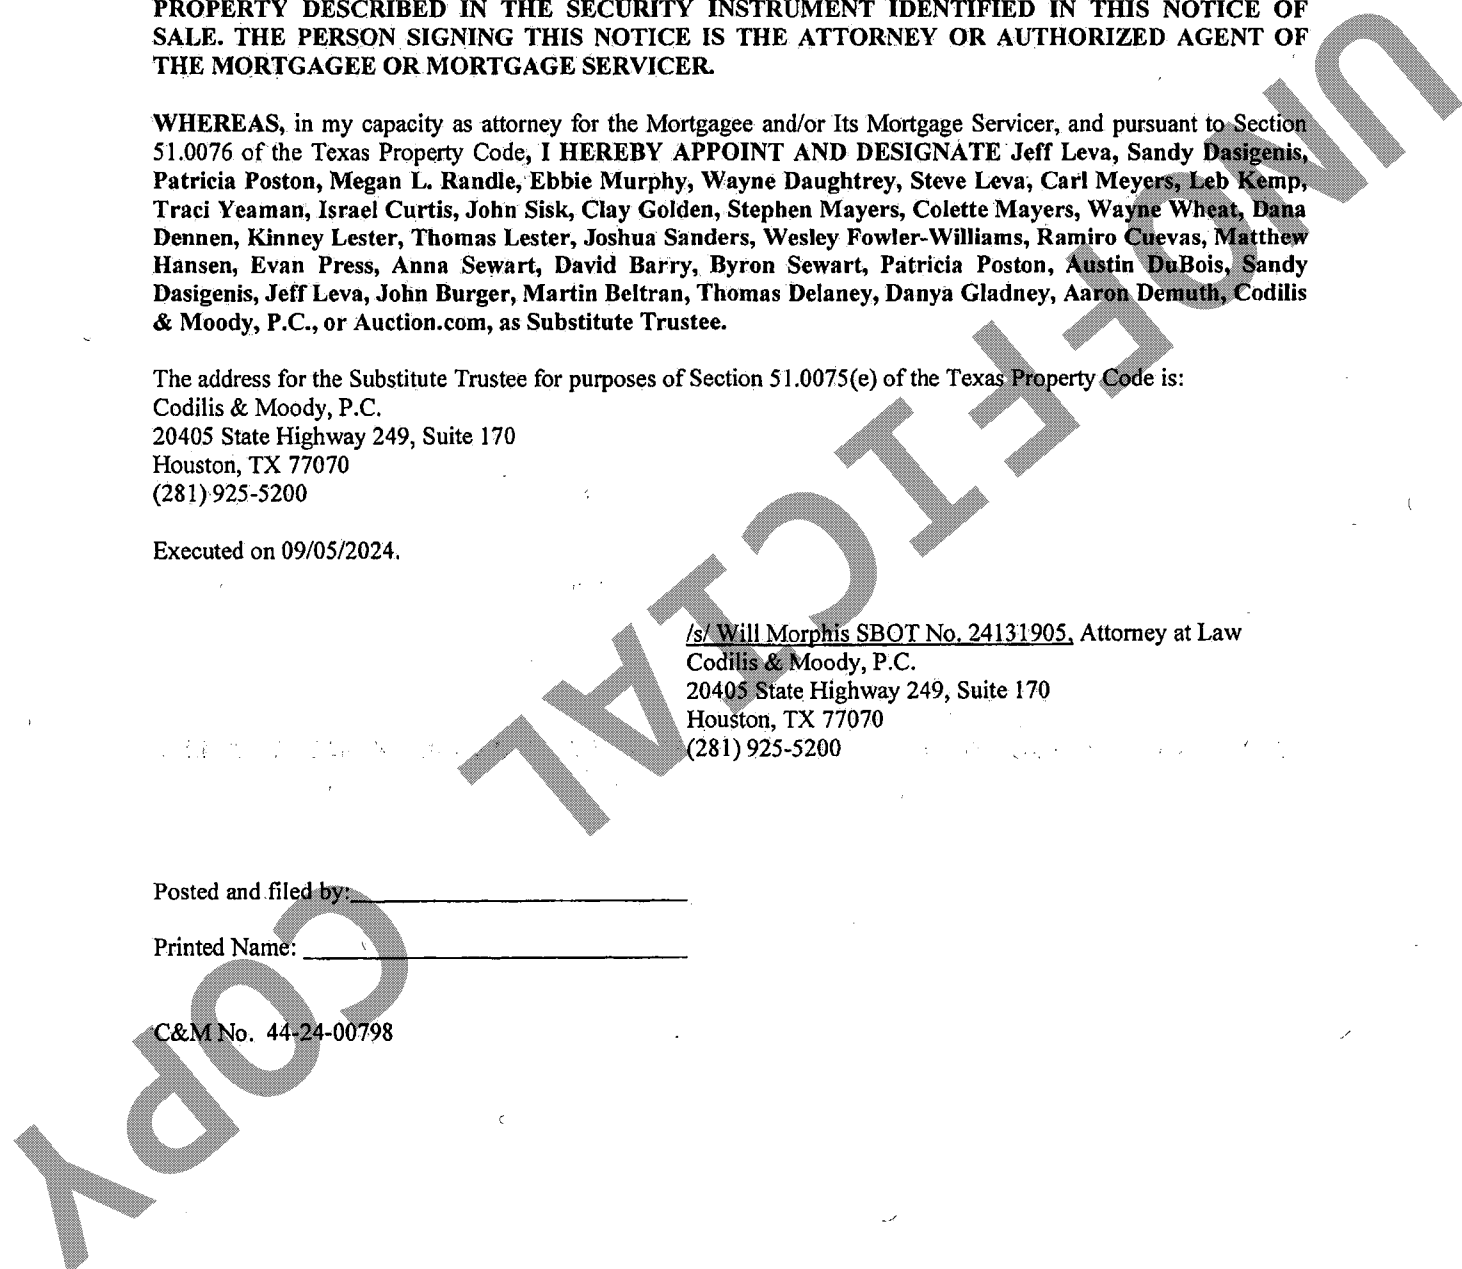 PROPERTY DESCRIBED IN THE SECURITY INSTRUMENT IDENTIFIED IN THIS NOTICE OF
SALE. THE PERSON SIGNING THIS NOTICE IS THE ATTORNEY OR AUTHORIZED AGENT OF
THE MORTGAGEE OR MORTGAGE SERVICER.
WHEREAS, in my capacity as attorney for the Mortgagee and/or Its Mortgage Servicer, and pursuant to Section
51.0076 of the Texas Property Code, I HEREBY APPOINT AND DESIGNATE Jeff Leva, Sandy Dasigenis,
Patricia Poston, Megan L. Randle, Ebbie Murphy, Wayne Daughtrey, Steve Leva, Carl Meyers, Leb Kemp,
Traci Yeaman, Israel Curtis, John Sisk, Clay Golden, Stephen Mayers, Colette Mayers, Wayne Wheat, Dana
Dennen, Kinney Lester, Thomas Lester, Joshua Sanders, Wesley Fowler-Williams, Ramiro Cuevas, Matthew
Hansen, Evan Press, Anna Sewart, David Barry, Byron Sewart, Patricia Poston, Austin DuBois, Sandy
Dasigenis, Jeff Leva, John Burger, Martin Beltran, Thomas Delaney, Danya Gladney, Aaron Demuth, Codilis
& Moody, P.C., or Auction.com, as Substitute Trustee.
The address for the Substitute Trustee for purposes of Section 51.0075(e) of the Texas Property Code is:
Codilis & Moody, P.C.
20405 State Highway 249, Suite 170
Houston, TX 77070
(281) 925-5200
Executed on 09/05/2024.
/s/ Will Morphis SBOT No. 24131905, Attorney at Law
Codilis & Moody, P.C.
20405 State Highway 249, Suite 170
Houston, TX 77070
(281) 925-5200
Posted and filed by:
Printed Name:
C&M No. 44-24-00798
UNOFFICIAL COPY